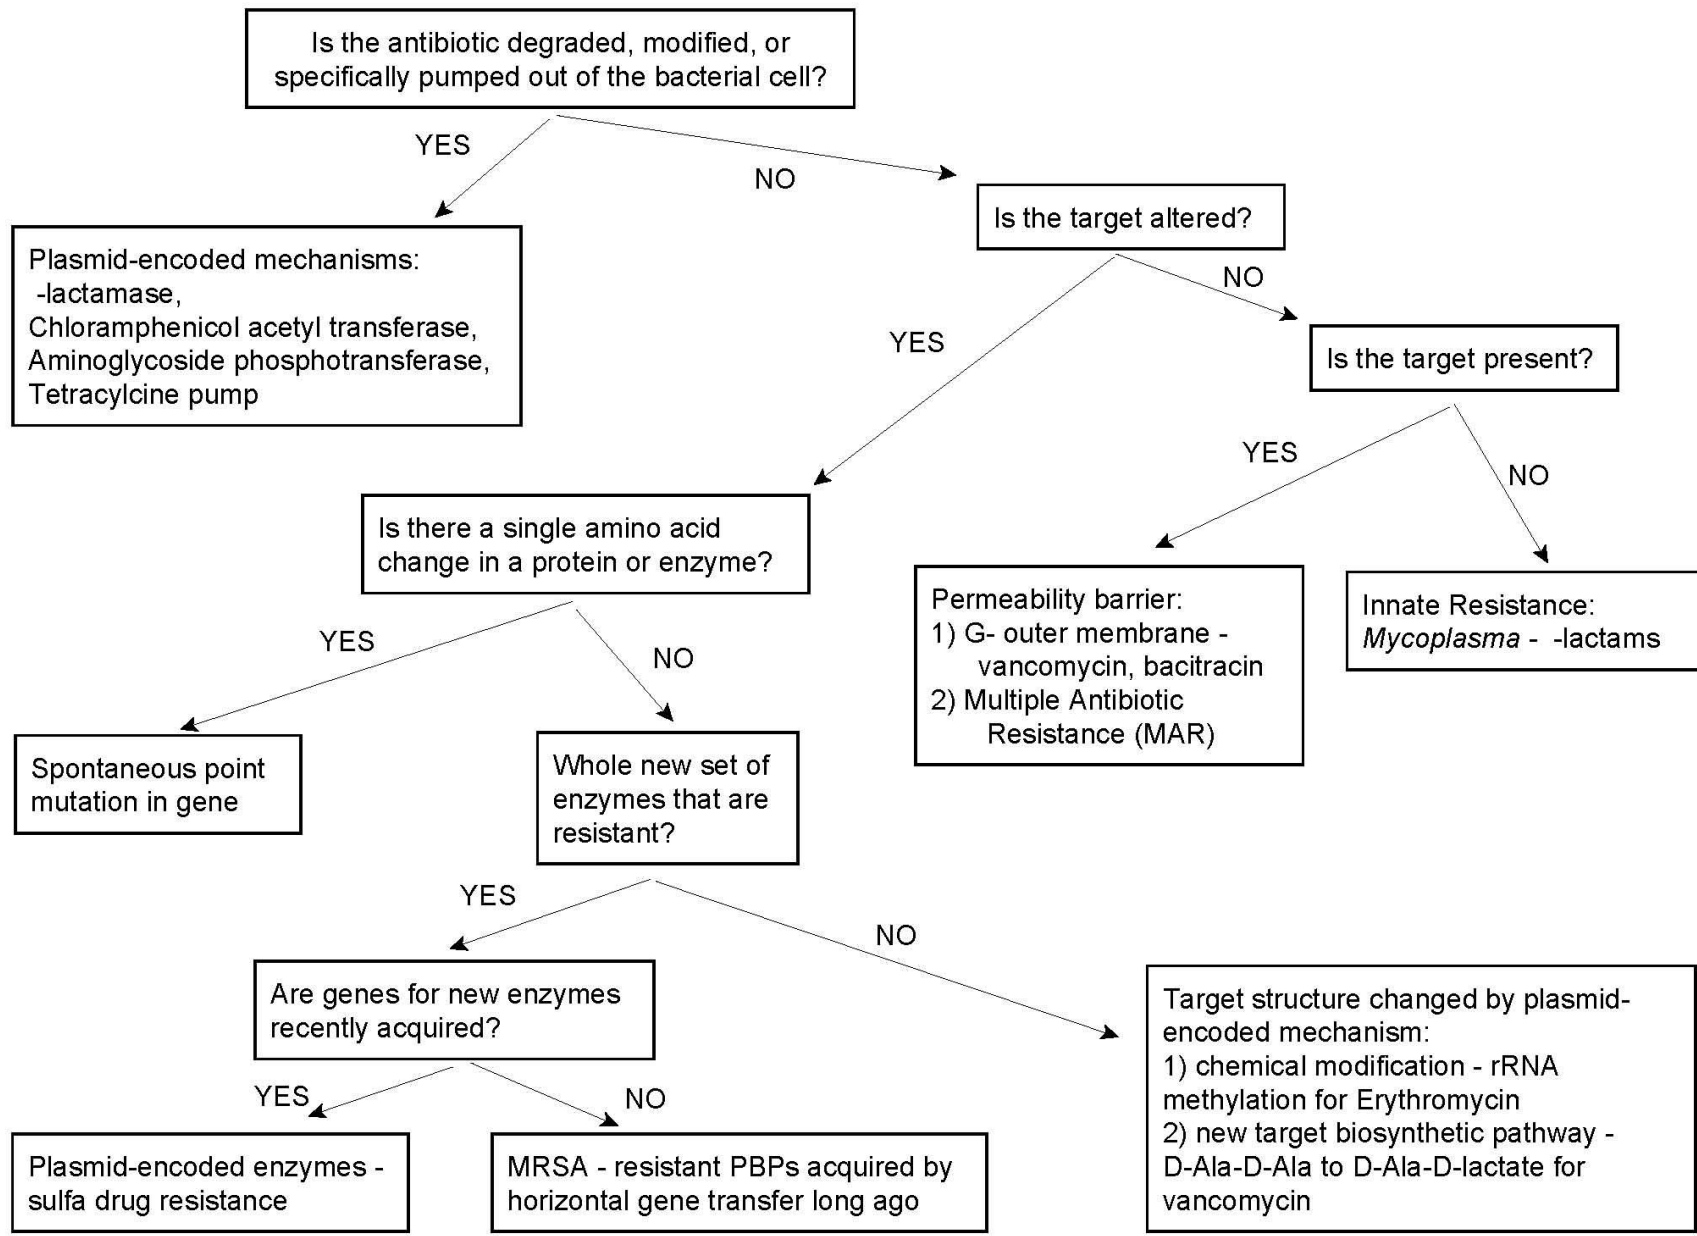 Is the antibiotic degraded, modified, or
specifically pumped out of the bacterial cell?
YES
NO
Is the target altered?
Plasmid-encoded mechanisms:
-lactamase,
Chloramphenicol acetyl transferase,
Aminoglycoside phosphotransferase,
Tetracylcine pump
YES
NO
Is the target present?
YES
NO
Is there a single amino acid
change in a protein or enzyme?
Permeability barrier:
1) G- outer membrane -
vancomycin, bacitracin
2) Multiple Antibiotic
Resistance (MAR)
Innate Resistance:
Mycoplasma - -lactams
YES
NO
Spontaneous point
mutation in gene
Whole new set of
enzymes that are
resistant?
YES
NO
Are genes for new enzymes
recently acquired?
Target structure changed by plasmid-
encoded mechanism:
1) chemical modification - rRNA
methylation for Erythromycin
2) new target biosynthetic pathway -
D-Ala-D-Ala to D-Ala-D-lactate for
vancomycin
YES
NO
Plasmid-encoded enzymes -
sulfa drug resistance
MRSA - resistant PBPs acquired by
horizontal gene transfer long ago